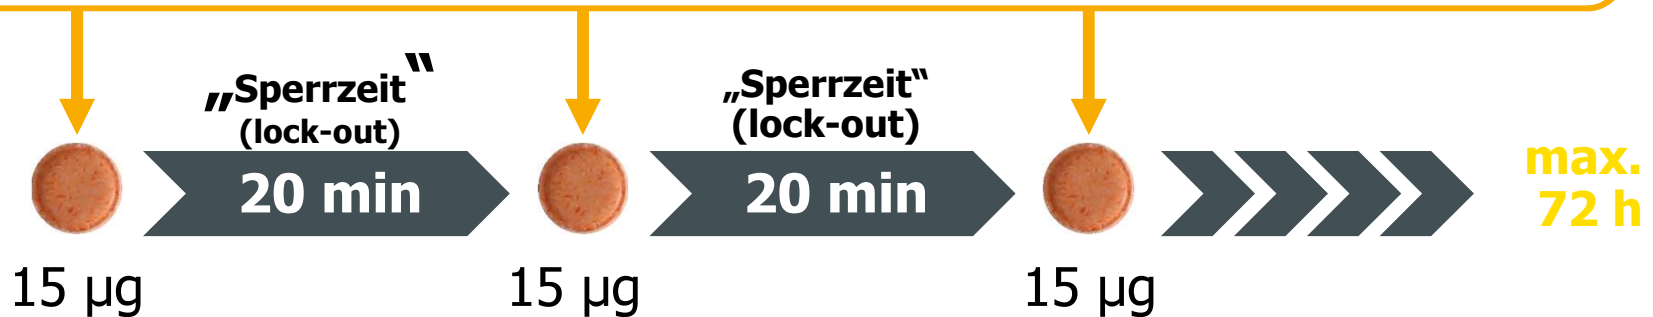 „Sperrzeit“
(lock-out)
20 min
„Sperrzeit“
(lock-out)
20 min
max.
72 h
15 µg
15 µg
15 µg